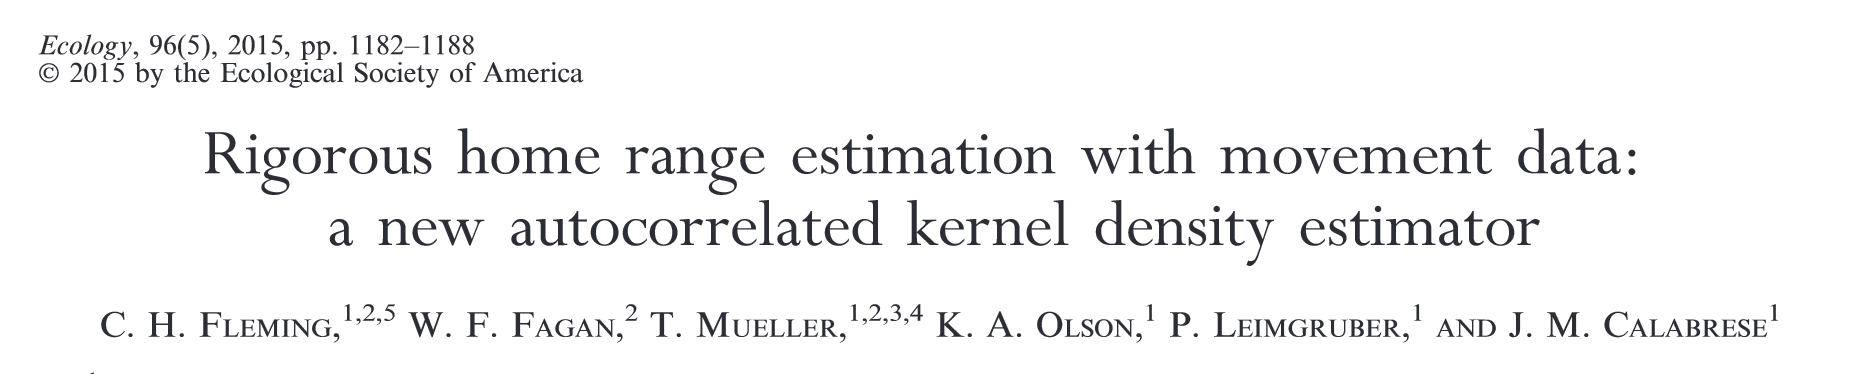 Ecology, 96(5), 2015, pp. 1182–1188
© 2015 by the Ecological Society of America
Rigorous home range estimation with movement data:
a new autocorrelated kernel density estimator
C. H. FLEMING,1,2,5 W. F. FAGAN,2 T. MUELLER,1,2,3,4 K. A. OLSON,1 P. LEIMGRUBER,1 AND J. M. CALABRESE1